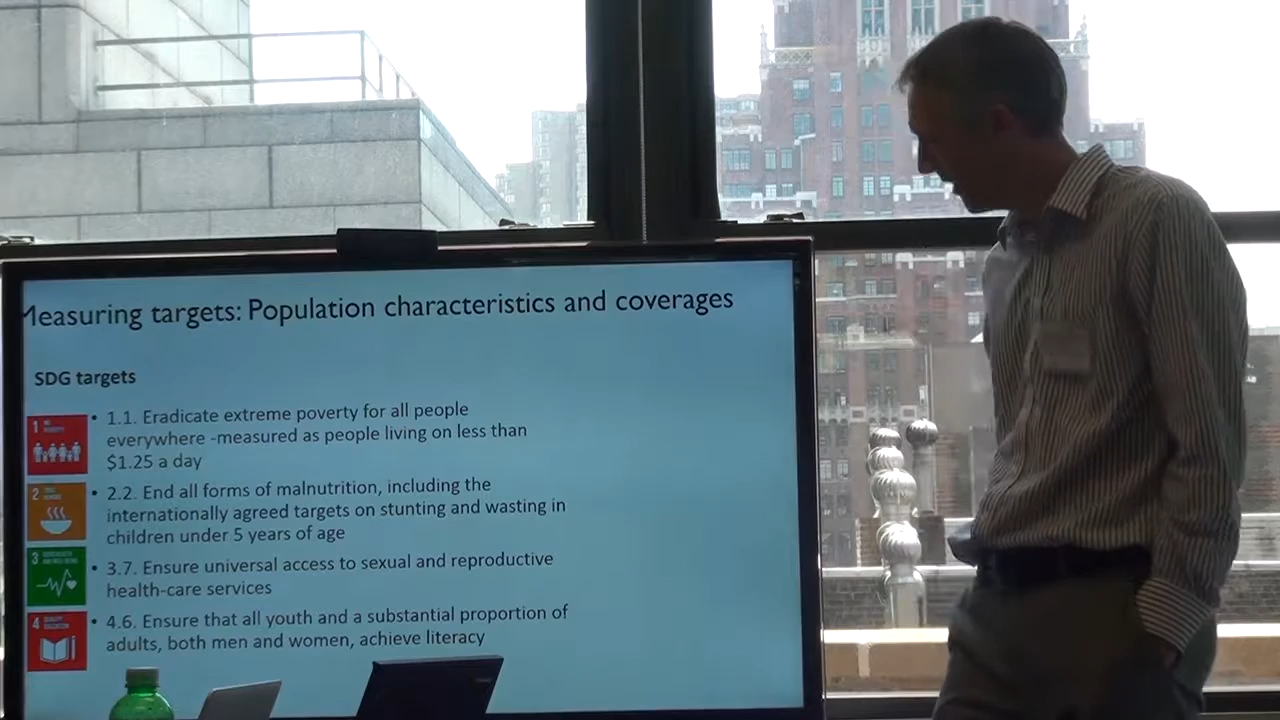 Measuring targets: Population characteristics and coverages
SDG targets
1
• 1.1. Eradicate extreme poverty for all people
everywhere -measured as people living on less than
$1.25 a day
2
• 2.2. End all forms of malnutrition, including the
internationally agreed targets on stunting and wasting in
children under 5 years of age
3
• 3.7. Ensure universal access to sexual and reproductive
health-care services
4
• 4.6. Ensure that all youth and a substantial proportion of
adults, both men and women, achieve literacy